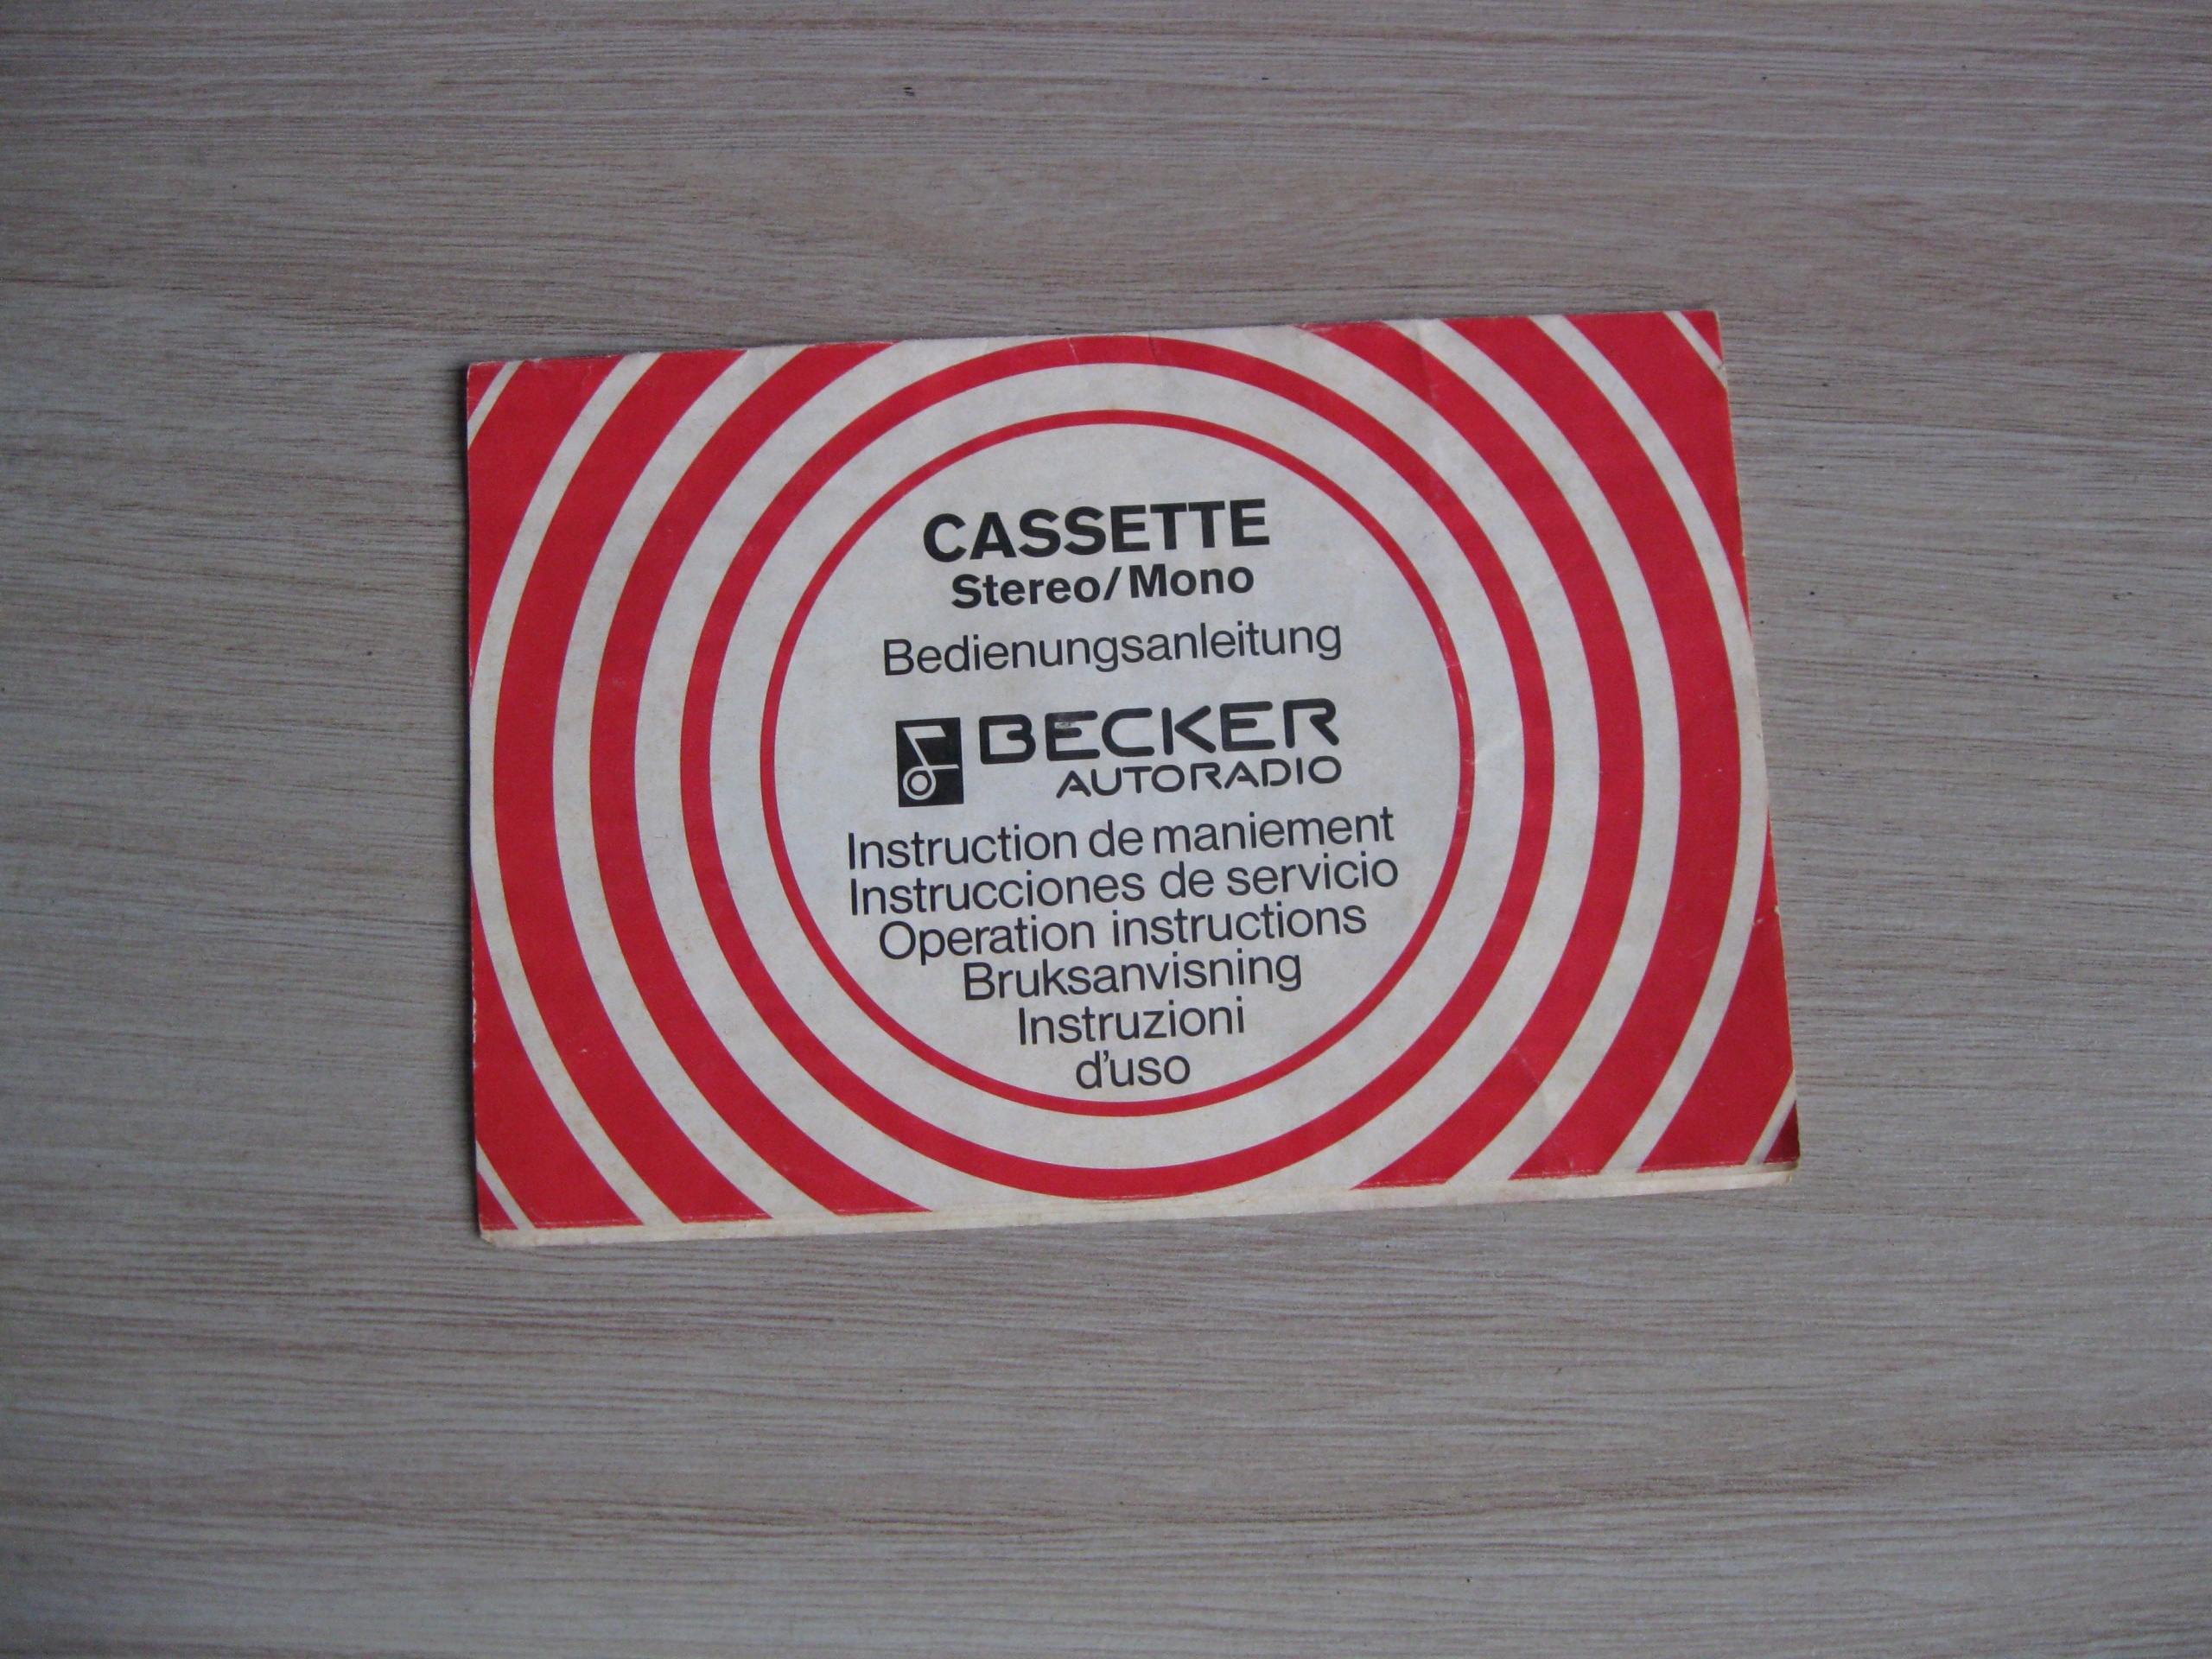 CASSETTE
Stereo/Mono
Bedienungsanleitung
BECKER
AUTORADIO
Instruction de maniement
Instrucciones de servicio
Operation instructions
Bruksanvisning
Instruzioni
d'uso